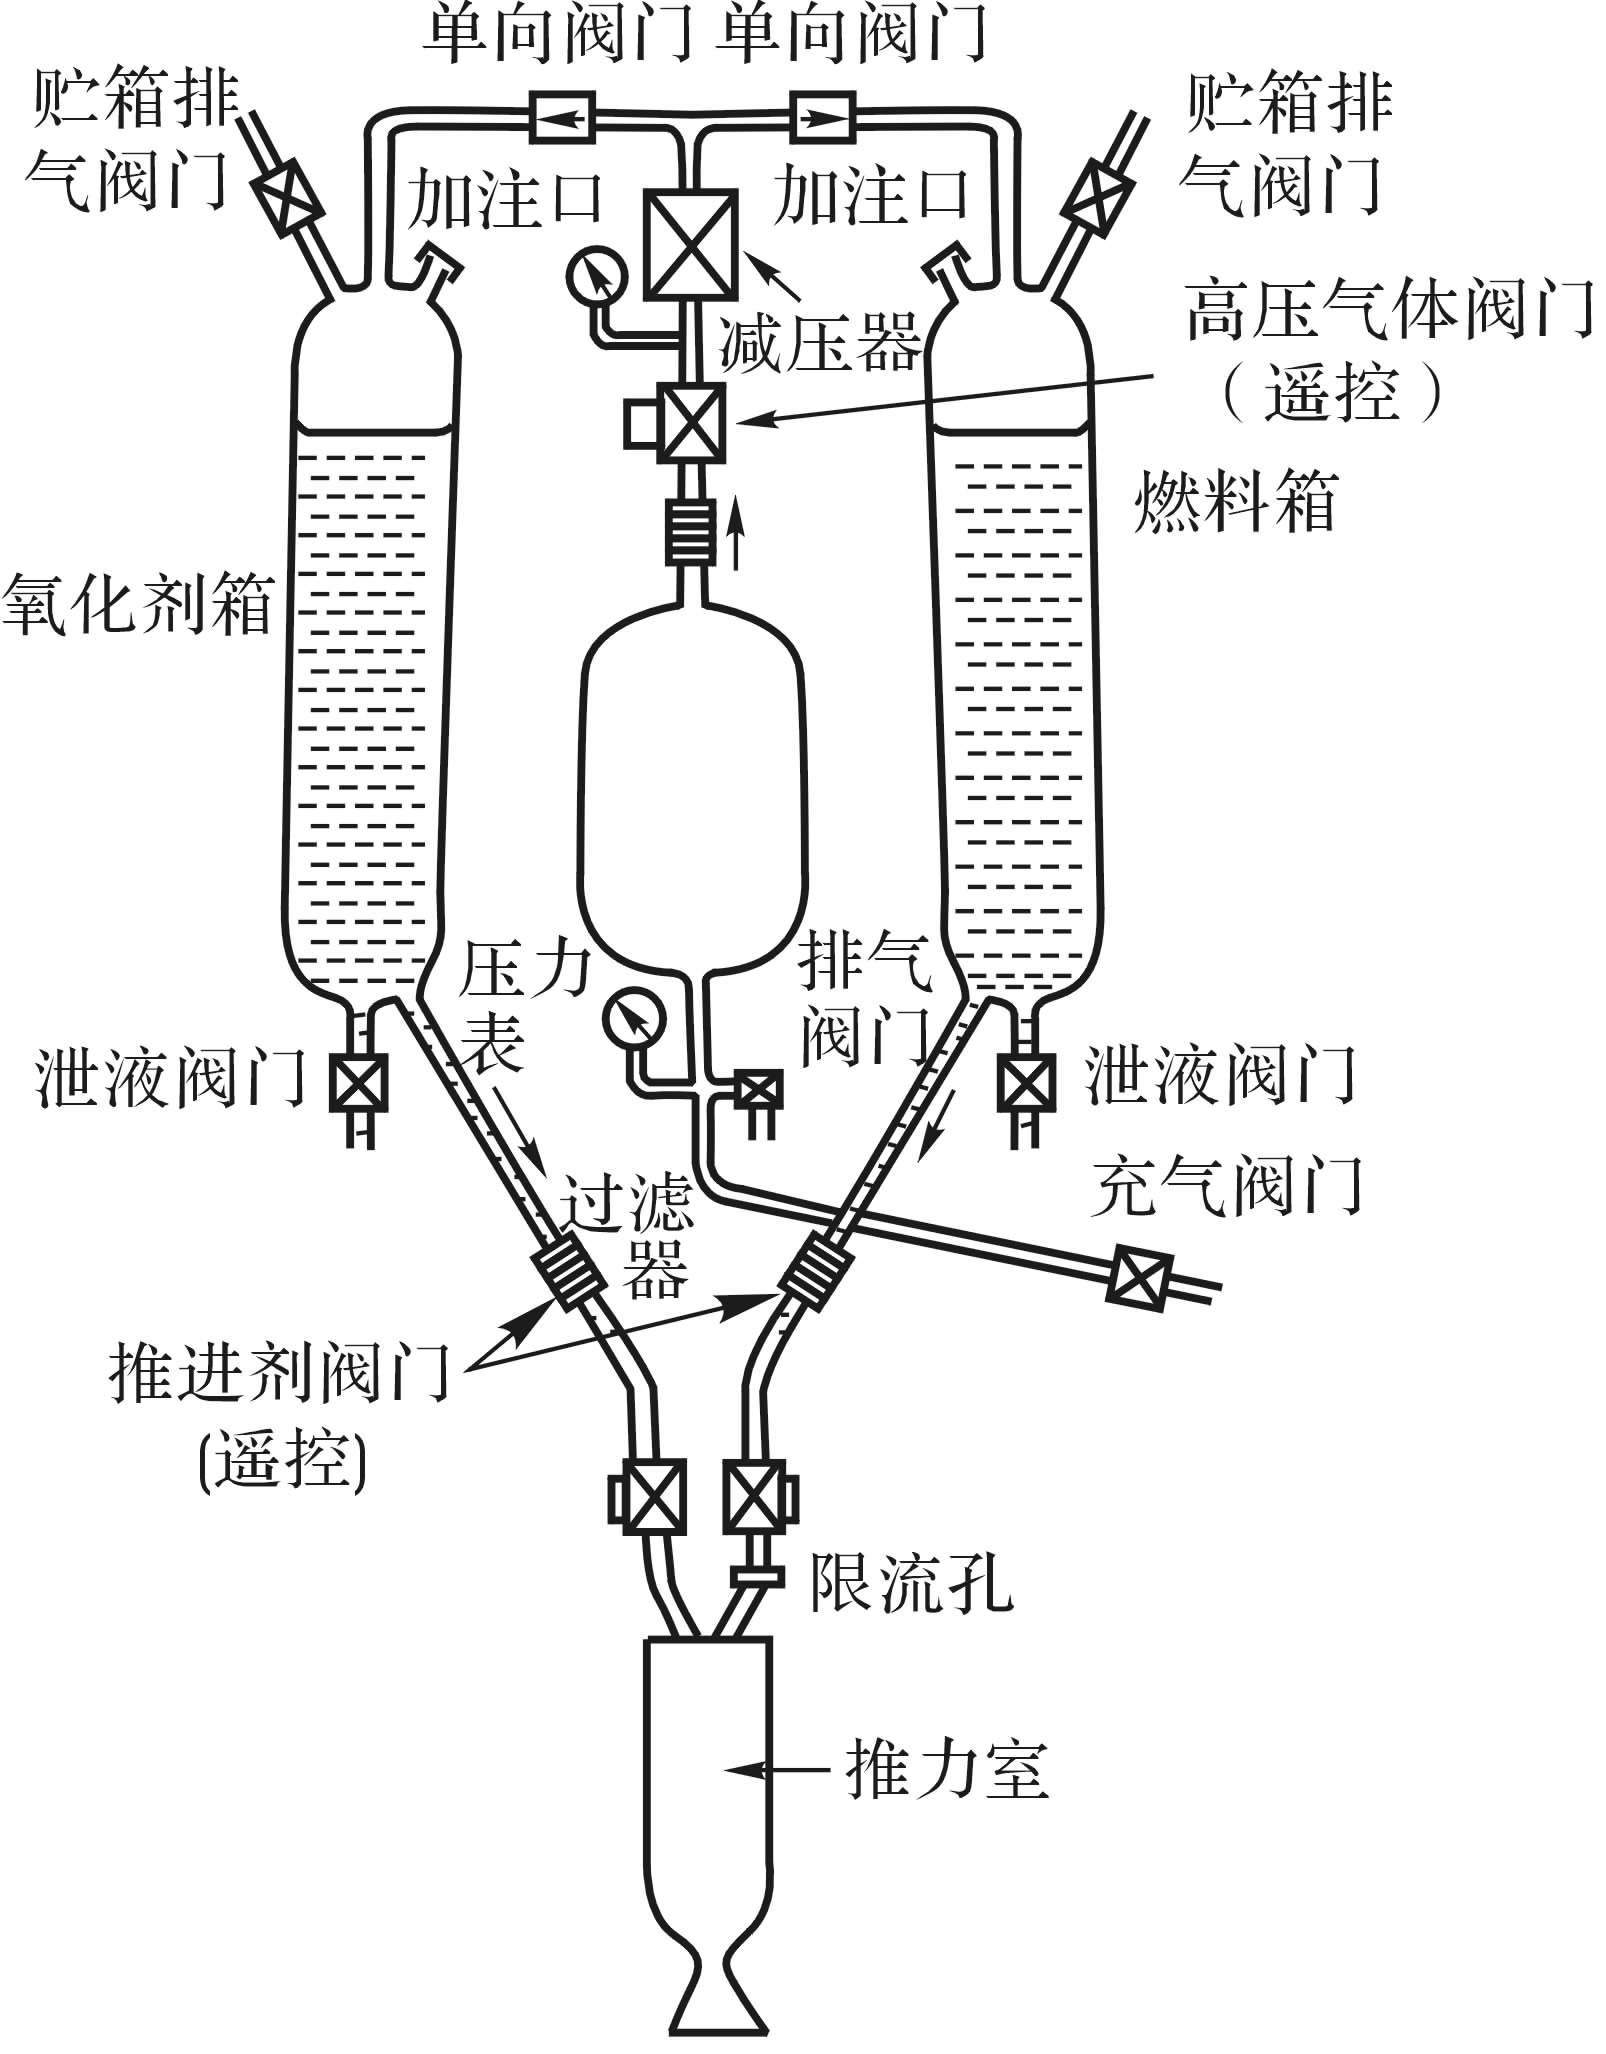 单向阀门 单向阀门
贮箱排
气阀门
贮箱排
气阀门
加注口
加注口
高压气体阀门
（遥控）
减压器
燃料箱
氧化剂箱
压力
表
排气
阀门
泄液阀门
泄液阀门
充气阀门
过滤
器
推进剂阀门
(遥控)
限流孔
推力室